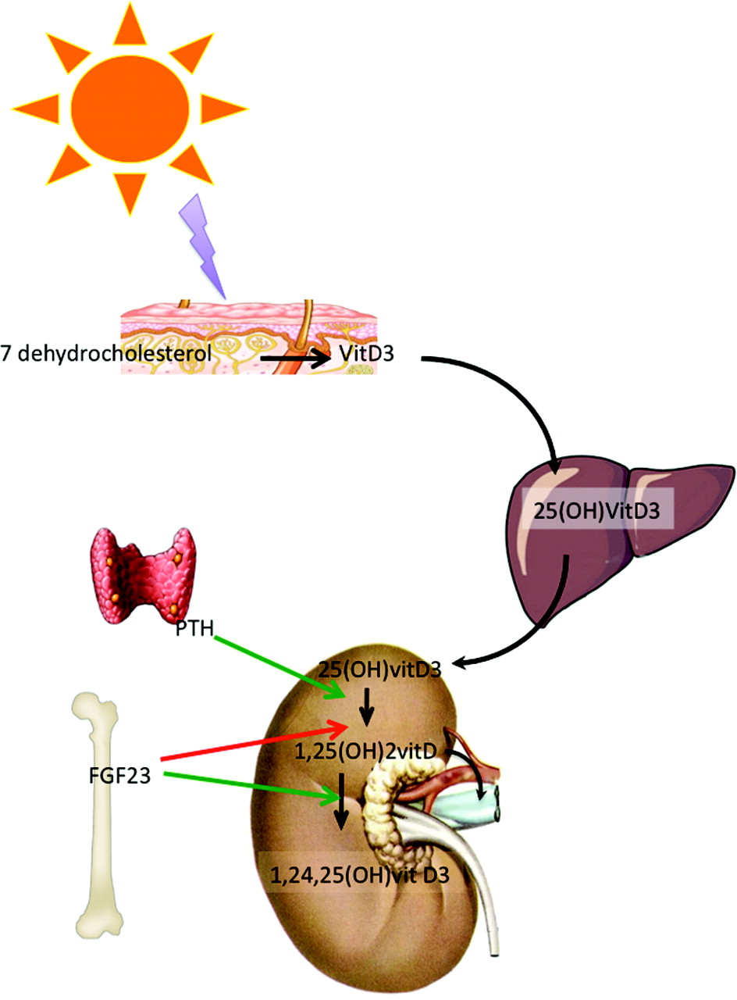 7 dehydrocholesterol
VitD3
25(OH)VitD3
PTH
25(OH)vitD3
1,25(OH)2vitD
FGF23
1,24,25(OH)vit D3